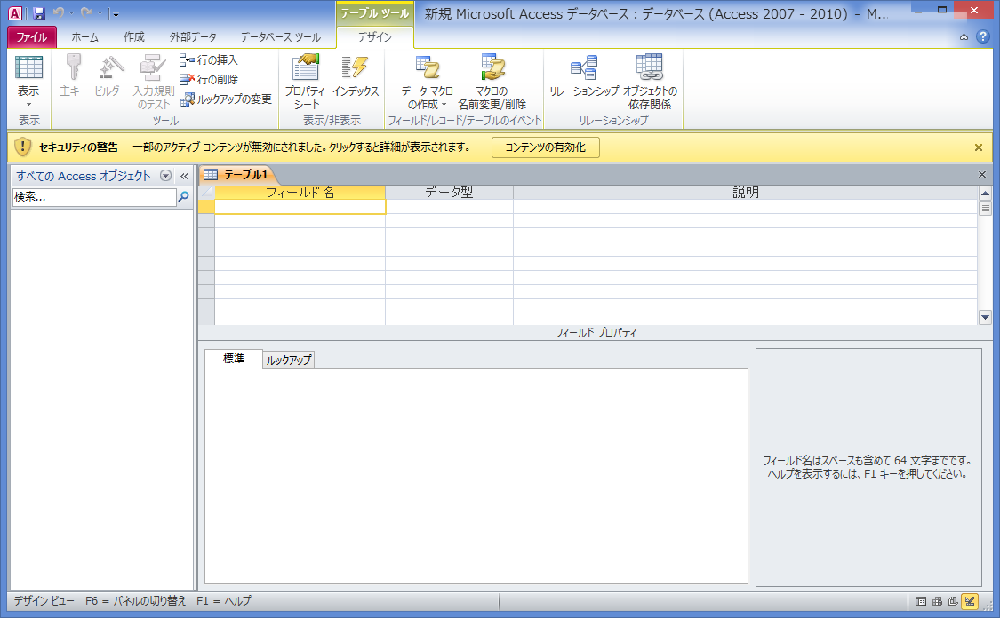 テーブル ツール
新規 Microsoft Access データベース : データベース (Access 2007 - 2010) - M...
ファイル ホーム 作成 外部データ データベース ツール デザイン
表示
主キー
ビルダー
入力規則
のテスト
行の挿入
行の削除
ルックアップの変更
プロパティ
シート
インデックス
データ マクロ
の作成
マクロの
名前変更/削除
リレーションシップ
オブジェクトの
依存関係
表示 ツール 表示/非表示 フィールド/レコード/テーブルのイベント リレーションシップ
セキュリティの警告 一部のアクティブ コンテンツが無効にされました。クリックすると詳細が表示されます。 コンテンツの有効化
すべての Access オブジェクト
検索...
テーブル1
フィールド名 データ型 説明
フィールド プロパティ
標準 ルックアップ
フィールド名はスペースも含めて 64 文字までです。
ヘルプを表示するには、F1 キーを押してください。
デザイン ビュー F6 = パネルの切り替え F1 = ヘルプ